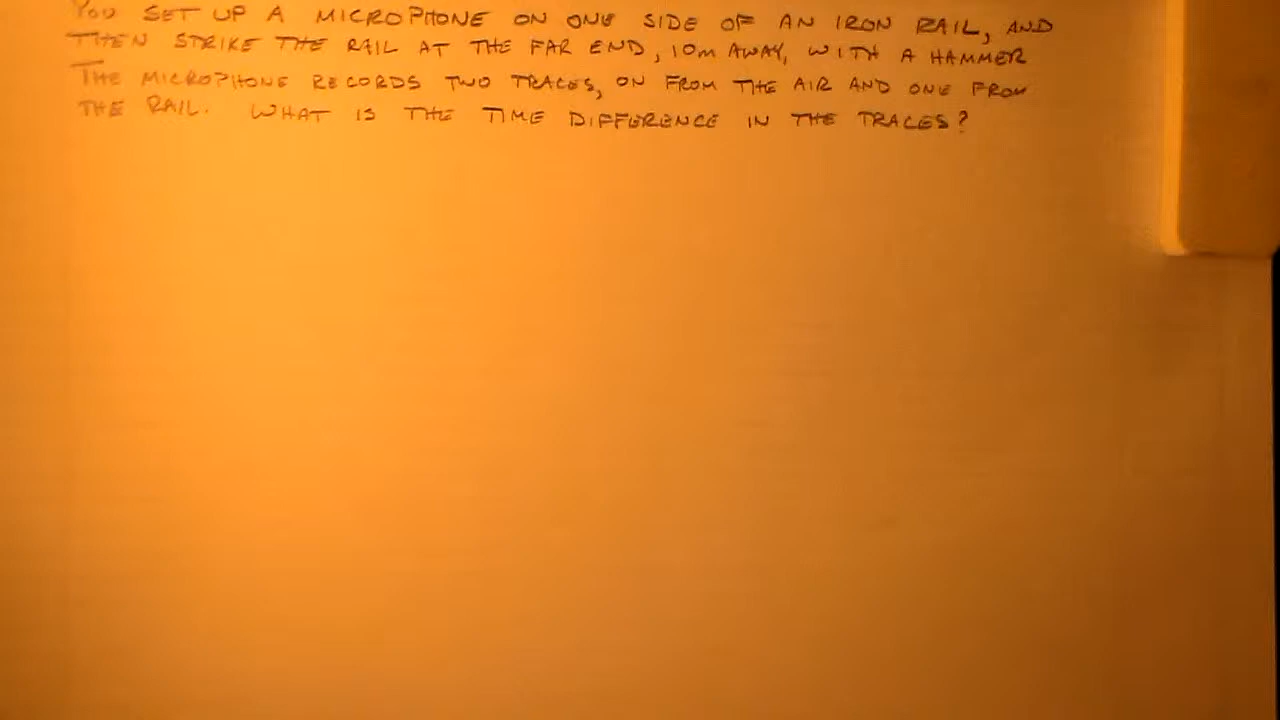 YOU SET UP A MICROPHONE ON ONE SIDE OF AN IRON RAIL, AND
THEN STRIKE THE RAIL AT THE FAR END, 10m AWAY, WITH A HAMMER
THE MICROPHONE RECORDS TWO TRACES, ON FROM THE AIR AND ONE FROM
THE RAIL. WHAT IS THE TIME DIFFERENCE IN THE TRACES?